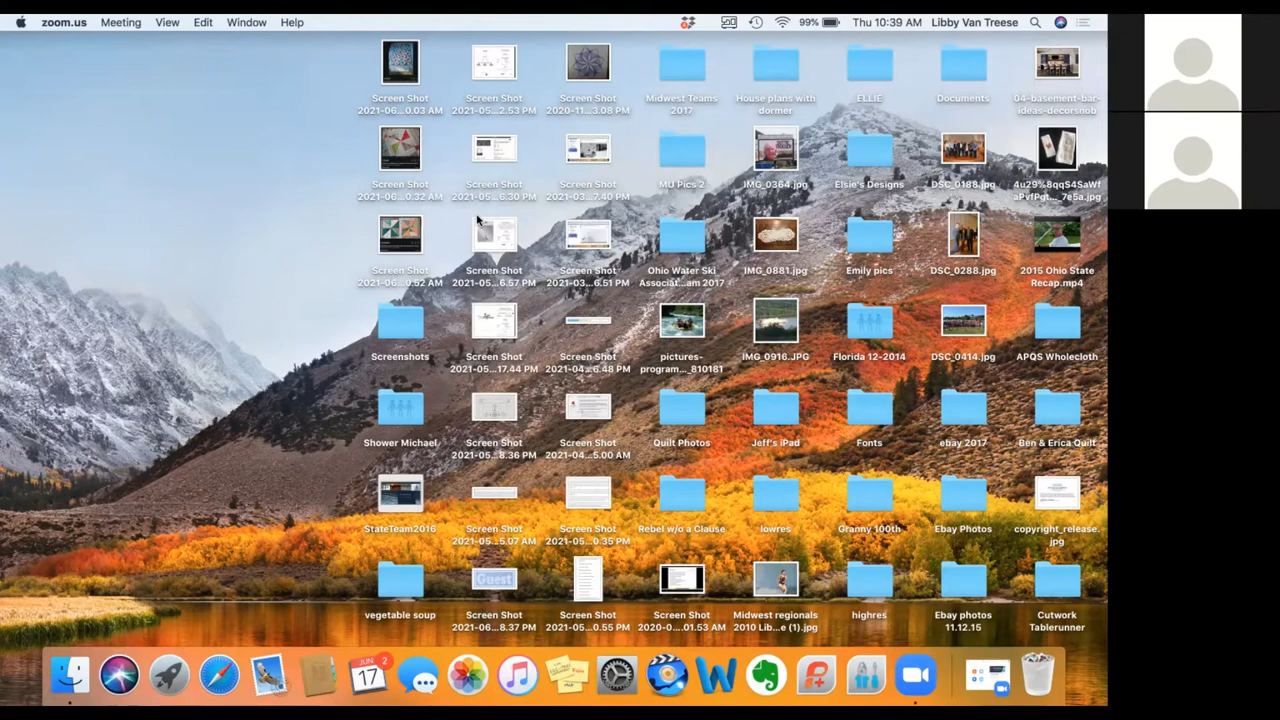 zoom.us Meeting View Edit Window Help 99% Thu 10:39 AM Libby Van Treese
Screen Shot Screen Shot Screen Shot Midwest Teams House plans with ELLIE Documents 04-basement-bar-
2021-06...0.03 AM 2021-05...2.53 PM 2020-11...3.08 PM 2017 dormer ideas-decorsnob
Screen Shot Screen Shot Screen Shot MU Pics 2 IMG_0364.jpg Elsie's Designs DSC_0188.jpg 4u29%8qqS4SaWf
2021-06...0.32 AM 2021-05...6.30 PM 2021-03...7.40 PM aPvfPgt..._7e5a.jpg
Screen Shot Screen Shot Screen Shot Ohio Water Ski IMG_0881.jpg Emily pics DSC_0288.jpg 2015 Ohio State
2021-06...0.52 AM 2021-05...6.57 PM 2021-03...6.51 PM Associat...am 2017 Recap.mp4
Screenshots Screen Shot Screen Shot pictures- IMG_0916.JPG Florida 12-2014 DSC_0414.jpg APQS Wholecloth
2021-05...17.44 PM 2021-04...6.48 PM program..._810181
Shower Michael Screen Shot Screen Shot Quilt Photos Jeff's iPad Fonts ebay 2017 Ben & Erica Quilt
2021-05...8.36 PM 2021-04...5.00 AM
StateTeam2016 Screen Shot Screen Shot Rebel w/o a Clause lowres Granny 100th Ebay Photos copyright_release.
2021-05...5.07 AM 2021-05...0.35 PM jpg
Guest
vegetable soup Screen Shot Screen Shot Screen Shot Midwest regionals highres Ebay photos Cutwork
2021-06...8.37 PM 2021-05...0.55 PM 2020-0....01.53 AM 2010 Lib...e (1).jpg 11.12.15 Tablerunner
JUN 2
17